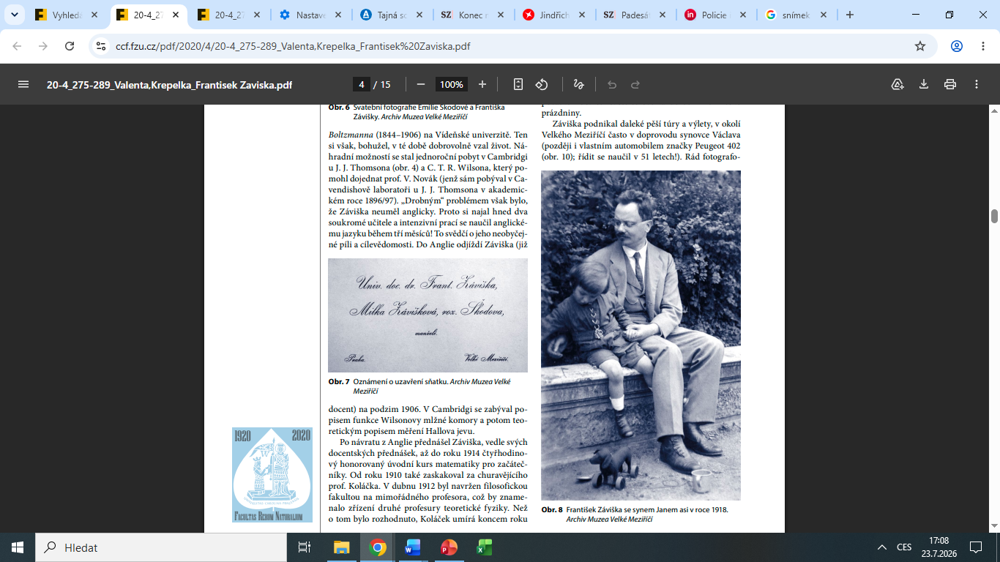 Vyhledá
20-4_27
20-4_27
Nastave
Tajná so
Konec n
Jindřich
Padesát
Policie
snímek
ccf.fzu.cz/pdf/2020/4/20-4_275-289_Valenta,Krepelka_Frantisek%20Zaviska.pdf
20-4_275-289_Valenta,Krepelka_Frantisek Zaviska.pdf
4 / 15
100%
Obr. 6 Svatební fotografie Emilie Škodové a Františka
Závišky. Archiv Muzea Velké Meziříčí
Boltzmanna (1844–1906) na Vídeňské univerzitě. Ten
si však, bohužel, v té době dobrovolně vzal život. Ná-
hradní možností se stal jednoroční pobyt v Cambridgi
u J. J. Thomsona (obr. 4) a C. T. R. Wilsona, který po-
mohl dojednat prof. V. Novák (jenž sám pobýval v Ca-
vendishově laboratoři u J. J. Thomsona v akademic-
kém roce 1896/97). „Drobným“ problémem však bylo,
že Záviška neuměl anglicky. Proto si najal hned dva
soukromé učitele a intenzivní prací se naučil anglické-
mu jazyku během tří měsíců! To svědčí o jeho neobyčej-
né píli a cílevědomosti. Do Anglie odjíždí Záviška (již
Univ. doc. dr. Frant. Záviška,
Milka Závišková, roz. Škodova,
manželé.
Praha. Velké Meziříčí.
Obr. 7 Oznámení o uzavření sňatku. Archiv Muzea Velké
Meziříčí
docent) na podzim 1906. V Cambridgi se zabýval po-
pisem funkce Wilsonovy mlžné komory a potom teo-
retickým popisem měření Hallova jevu.
Po návratu z Anglie přednášel Záviška, vedle svých
docentských přednášek, až do roku 1914 čtyřhodino-
vý honorovaný úvodní kurs matematiky pro začáteč-
níky. Od roku 1910 také zaskakoval za churavějícího
prof. Koláčka. V dubnu 1912 byl navržen filosofickou
fakultou na mimořádného profesora, což by zname-
nalo zřízení druhé profesury teoretické fyziky. Než
o tom bylo rozhodnuto, Koláček umírá koncem roku
1920 2020
Facultas Rerum Naturalium
prázdniny.
Záviška podnikal daleké pěší túry a výlety, v okolí
Velkého Meziříčí často v doprovodu synovce Václava
(později i vlastním automobilem značky Peugeot 402
(obr. 10); řídit se naučil v 51 letech!). Rád fotografo-
Obr. 8 František Záviška se synem Janem asi v roce 1918.
Archiv Muzea Velké Meziříčí
Hledat
CES
17:08
23.7.2026